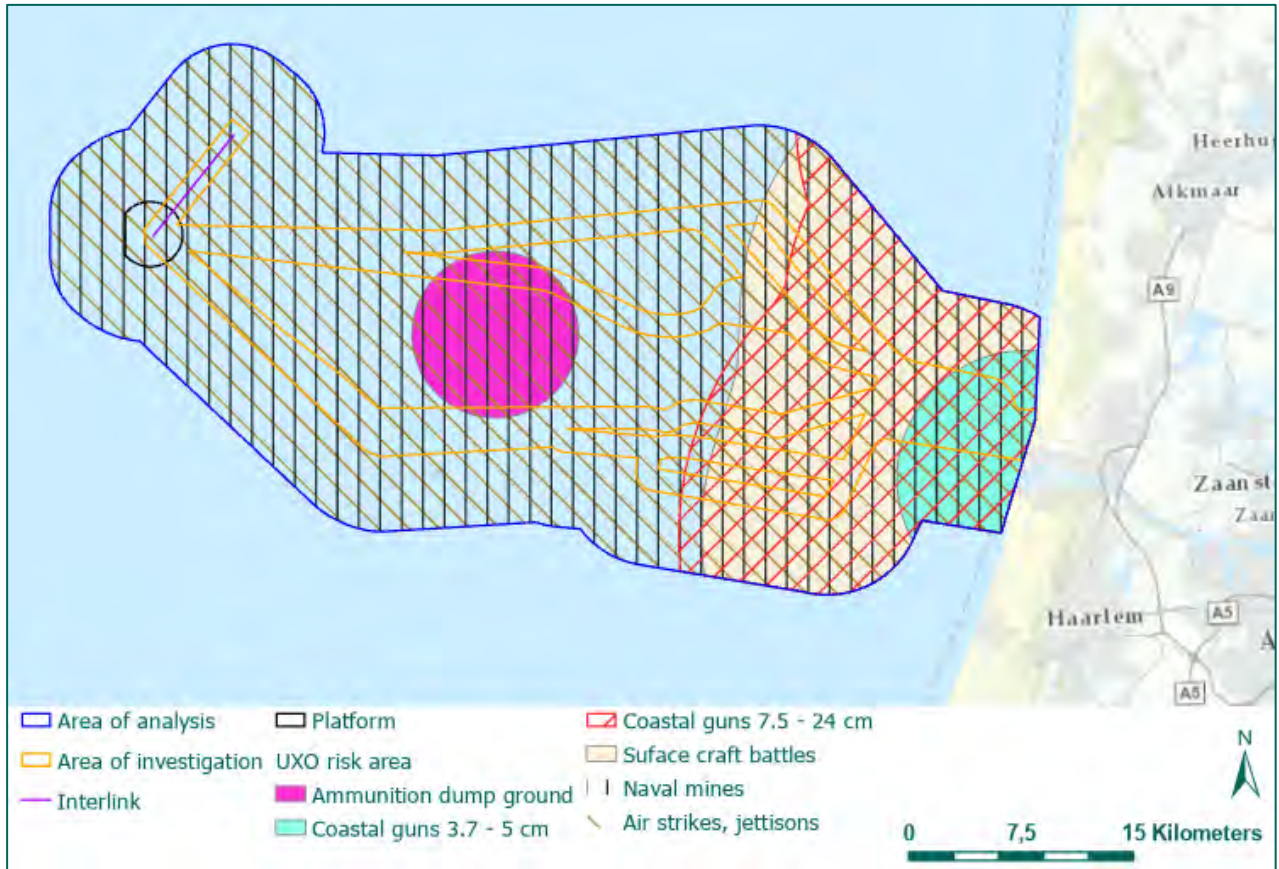 Heerhu
Alkmaar
A9
Zaanst
Zaan
Haarlem
A5
A
A5
Area of analysis
Area of investigation
Interlink
Platform
UXO risk area
Ammunition dump ground
Coastal guns 3.7 - 5 cm
Coastal guns 7.5 - 24 cm
Suface craft battles
Naval mines
Air strikes, jettisons
N
0 7,5 15 Kilometers